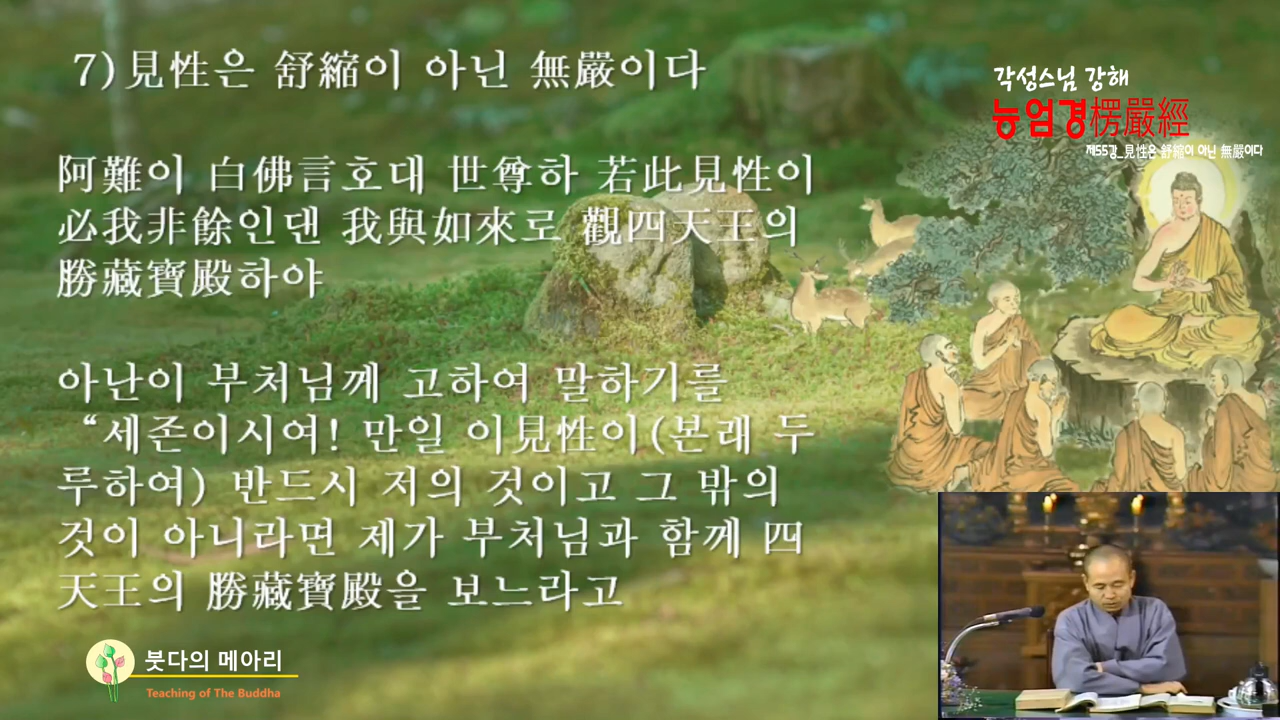 7)見性은 舒縮이 아닌 無嚴이다
각성스님 강해
능엄경楞嚴經
제55강_見性은 舒縮이 아닌 無嚴이다
阿難이 白佛言호대 世尊하 若此見性이
必我非餘인댄 我與如來로 觀四天王의
勝藏寶殿하야
아난이 부처님께 고하여 말하기를
“세존이시여! 만일 이見性이(본래 두
루하여) 반드시 저의 것이고 그 밖의
것이 아니라면 제가 부처님과 함께 四
天王의 勝藏寶殿을 보느라고
붓다의 메아리
Teaching of The Buddha